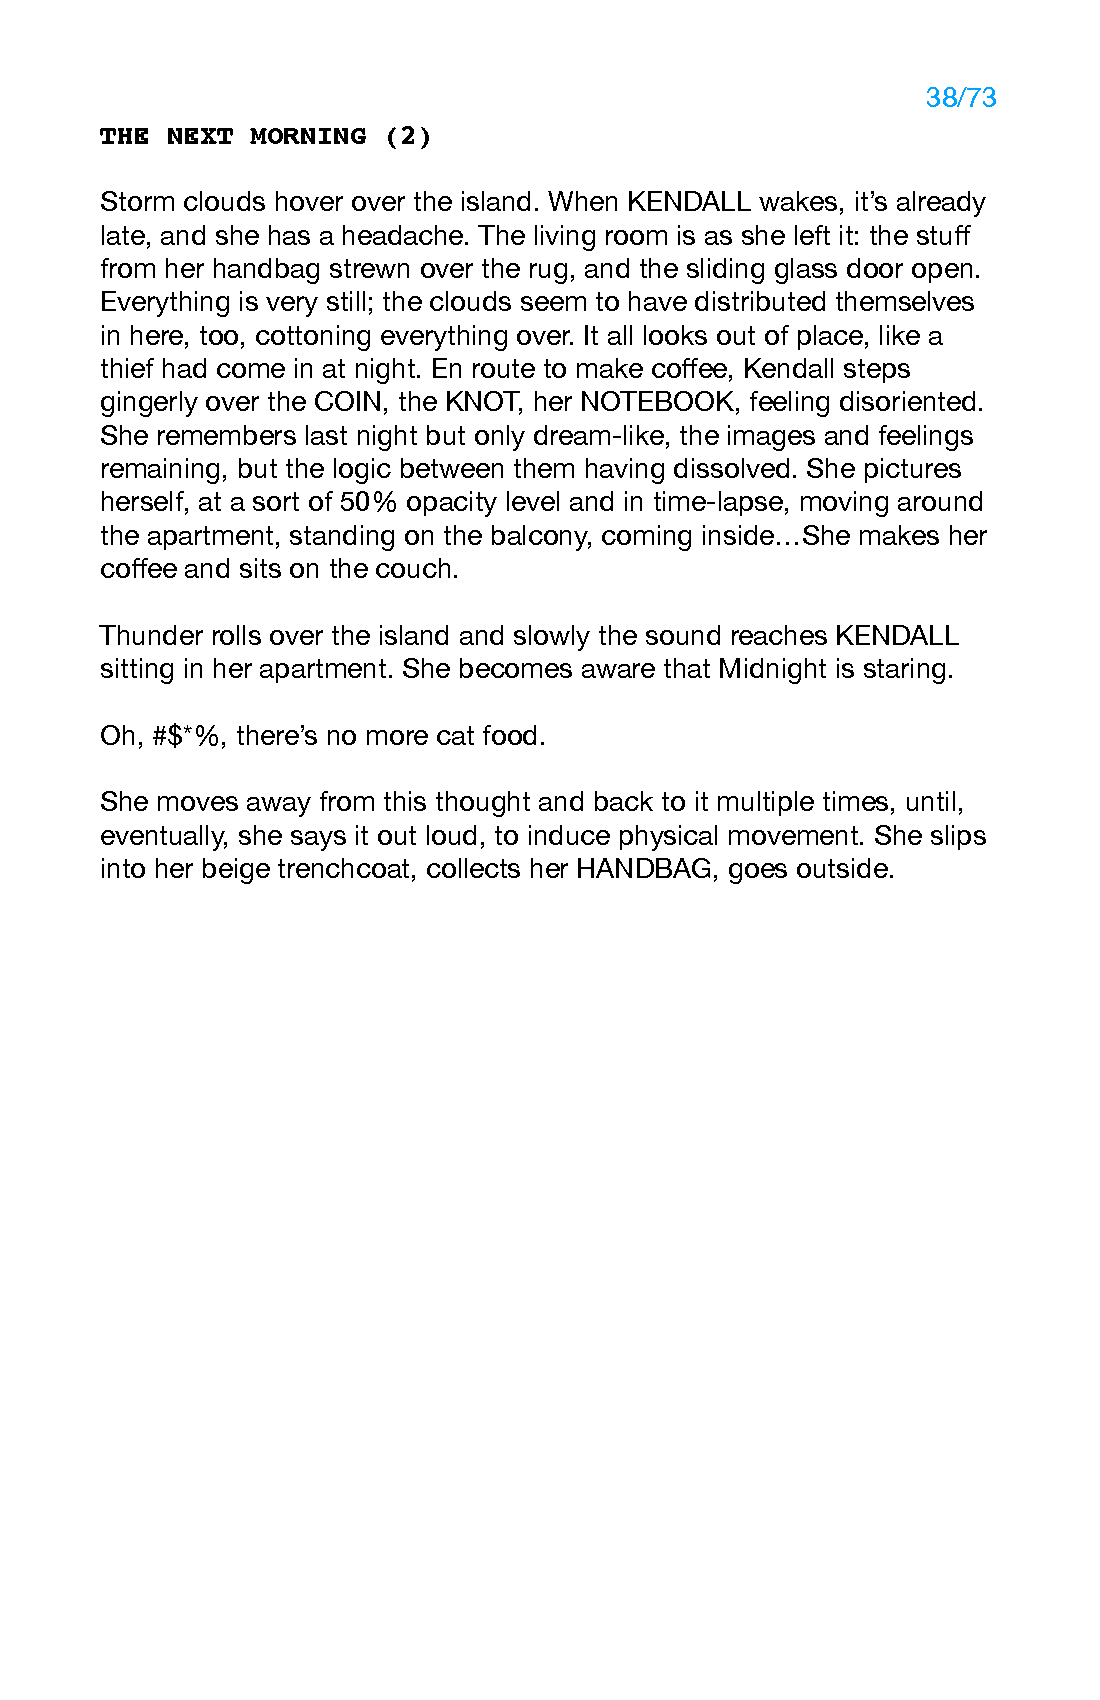 38/73
THE NEXT MORNING (2)
Storm clouds hover over the island. When KENDALL wakes, it’s already
late, and she has a headache. The living room is as she left it: the stuff
from her handbag strewn over the rug, and the sliding glass door open.
Everything is very still; the clouds seem to have distributed themselves
in here, too, cottoning everything over. It all looks out of place, like a
thief had come in at night. En route to make coffee, Kendall steps
gingerly over the COIN, the KNOT, her NOTEBOOK, feeling disoriented.
She remembers last night but only dream-like, the images and feelings
remaining, but the logic between them having dissolved. She pictures
herself, at a sort of 50% opacity level and in time-lapse, moving around
the apartment, standing on the balcony, coming inside…She makes her
coffee and sits on the couch.
Thunder rolls over the island and slowly the sound reaches KENDALL
sitting in her apartment. She becomes aware that Midnight is staring.
Oh, #$*%, there’s no more cat food.
She moves away from this thought and back to it multiple times, until,
eventually, she says it out loud, to induce physical movement. She slips
into her beige trenchcoat, collects her HANDBAG, goes outside.